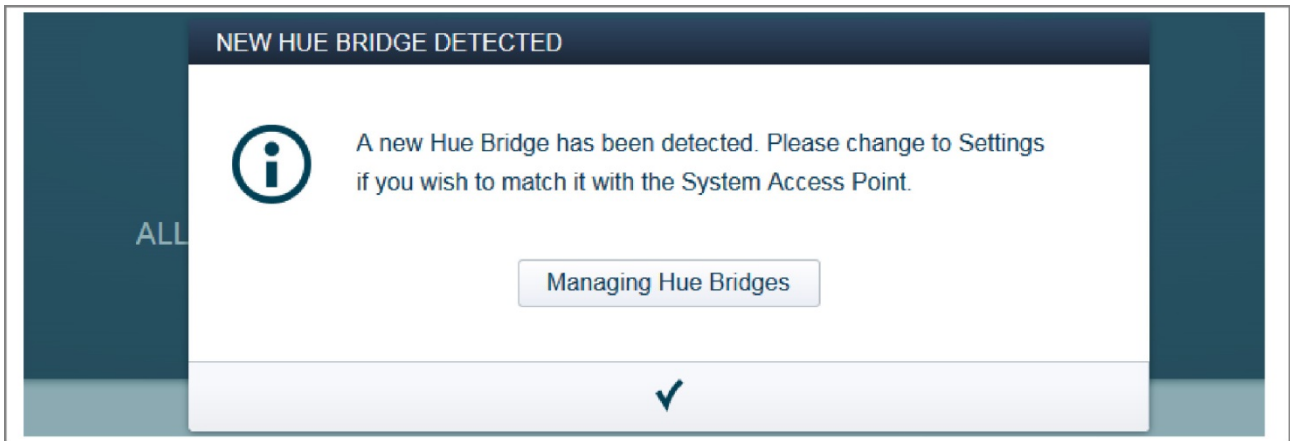 NEW HUE BRIDGE DETECTED
A new Hue Bridge has been detected. Please change to Settings
if you wish to match it with the System Access Point.
ALL
Managing Hue Bridges